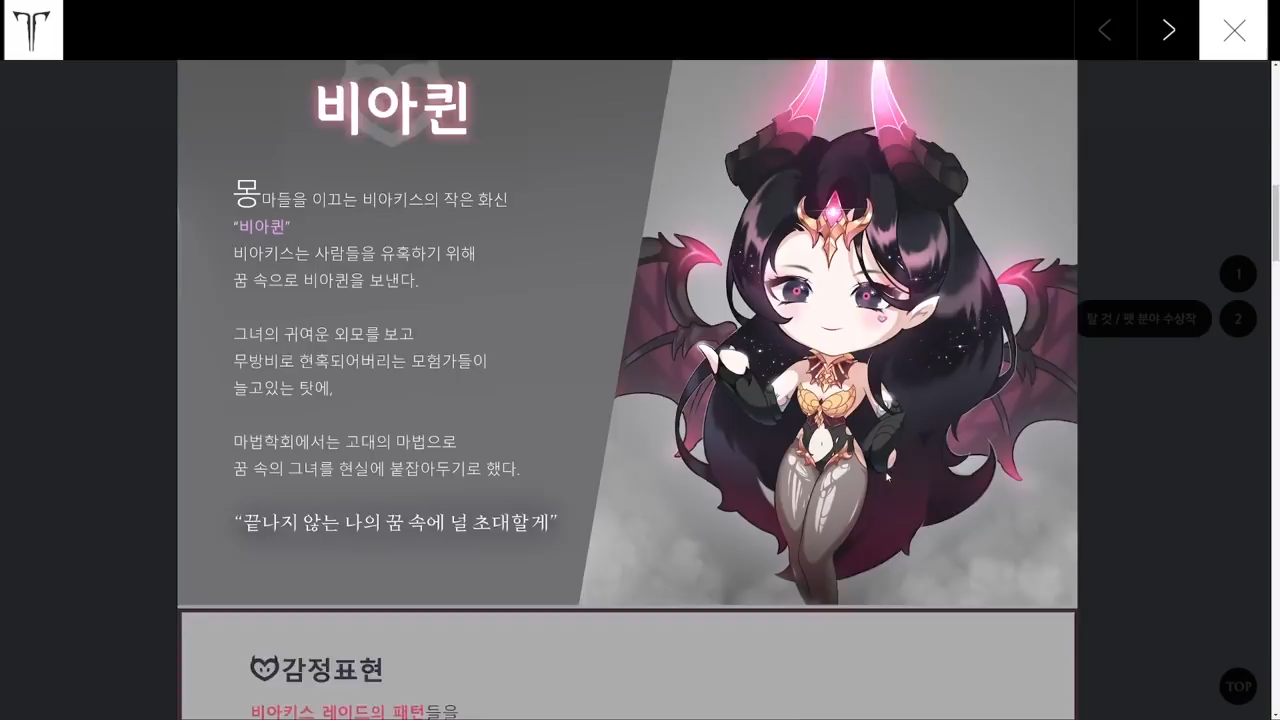 비아퀸
몽마들을 이끄는 비아키스의 작은 화신
“비아퀸”
비아키스는 사람들을 유혹하기 위해
꿈 속으로 비아퀸을 보낸다.
그녀의 귀여운 외모를 보고
무방비로 현혹되어버리는 모험가들이
늘고있는 탓에,
마법학회에서는 고대의 마법으로
꿈 속의 그녀를 현실에 붙잡아두기로 했다.
“끝나지 않는 나의 꿈 속에 널 초대할게”
1
탈 것 / 펫 분야 수상작
2
감정표현
비아키스 레이드의 패턴들을
TOP